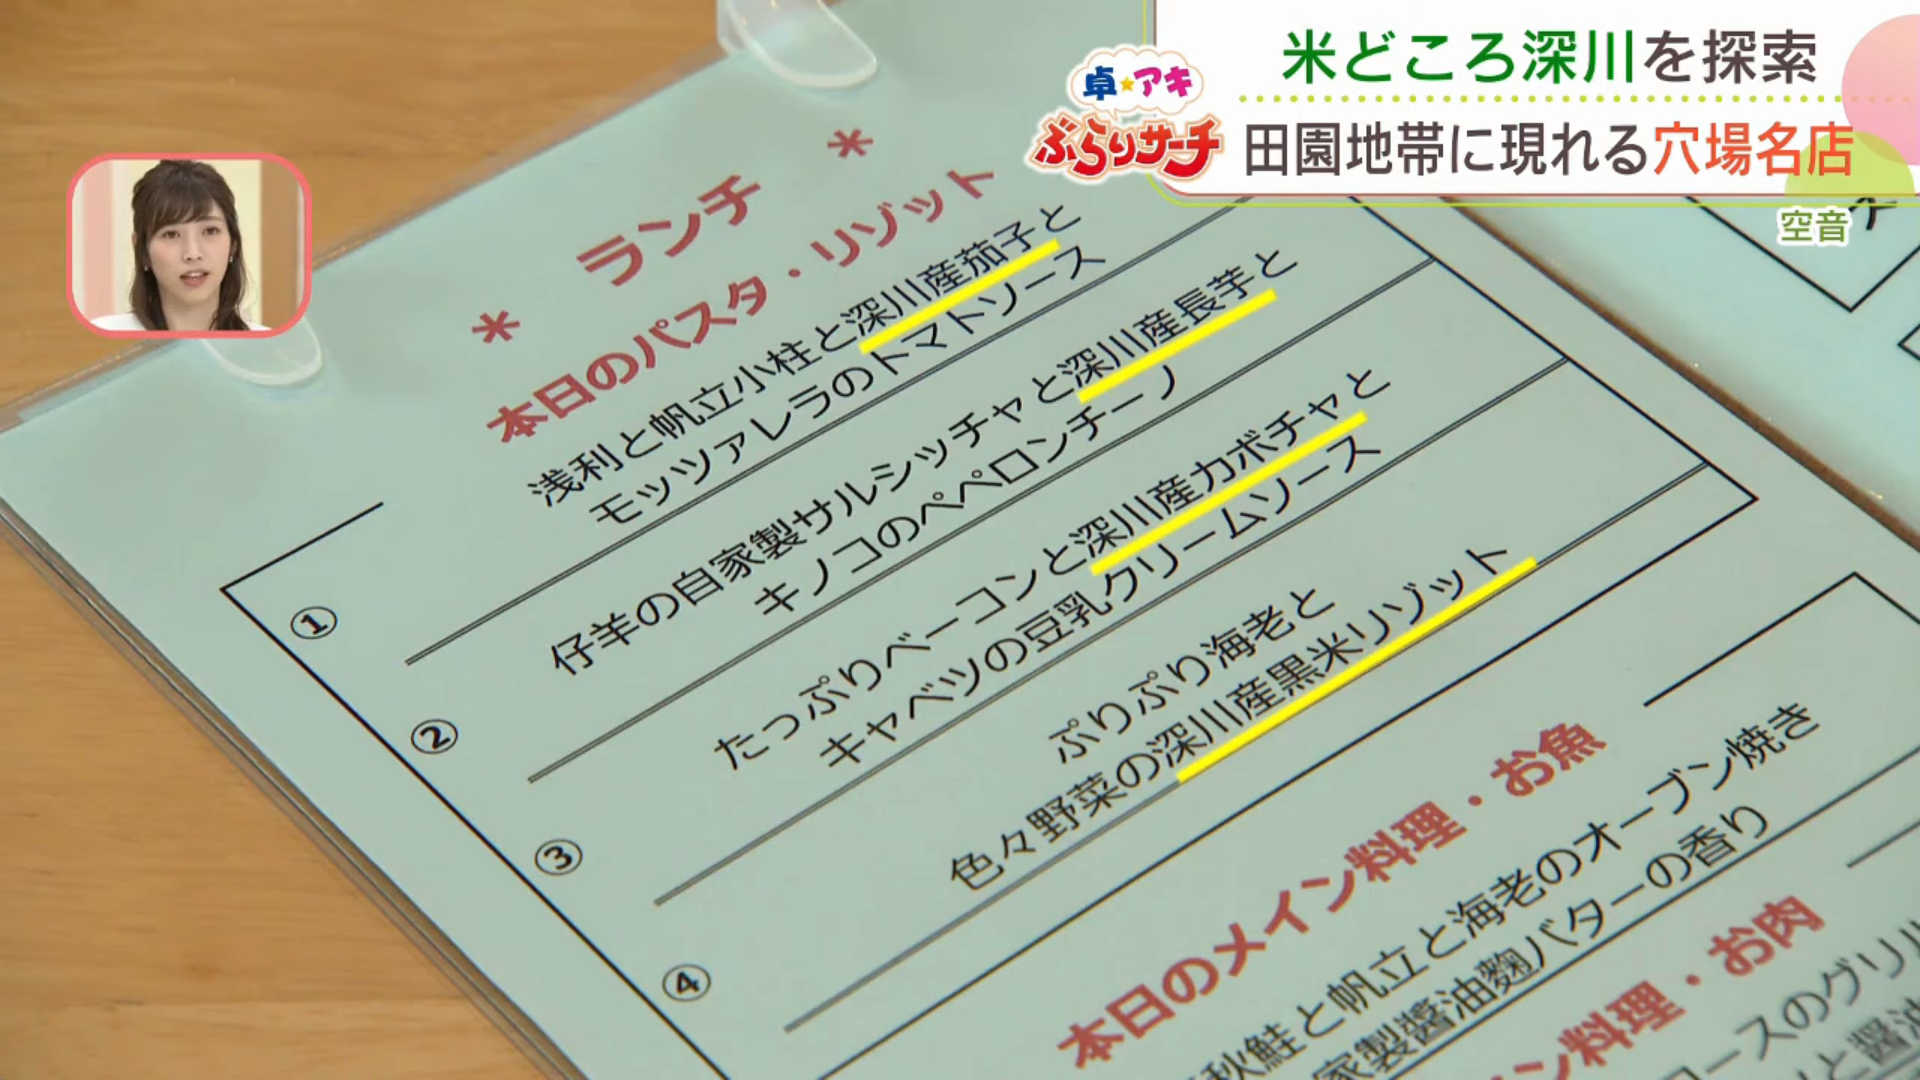 米どころ深川を探索
卓★アキ
ぶらりサーチ
田園地帯に現れる穴場名店
空音
＊ ランチ ＊
本日のパスタ・リゾット
① 浅利と帆立小柱と深川産茄子と
モッツァレラのトマトソース
② 仔羊の自家製サルシッチャと深川産長芋と
キノコのペペロンチーノ
③ たっぷりベーコンと深川産カボチャと
キャベツの豆乳クリームソース
④ ぷりぷり海老と
色々野菜の深川産黒米リゾット
本日のメイン料理・お魚
秋鮭と帆立と海老のオーブン焼き
家製醬油麴バターの香り
ン料理・お肉
ロースのグリル
と醤油